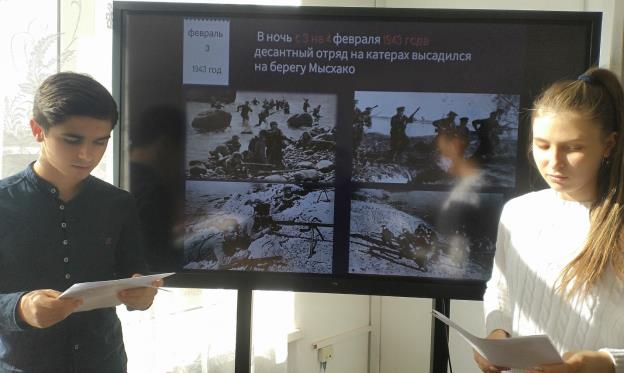 февраль
3
1943 год
В ночь с 3 на 4 февраля 1943 года
десантный отряд на катерах высадился
на берегу Мысхако